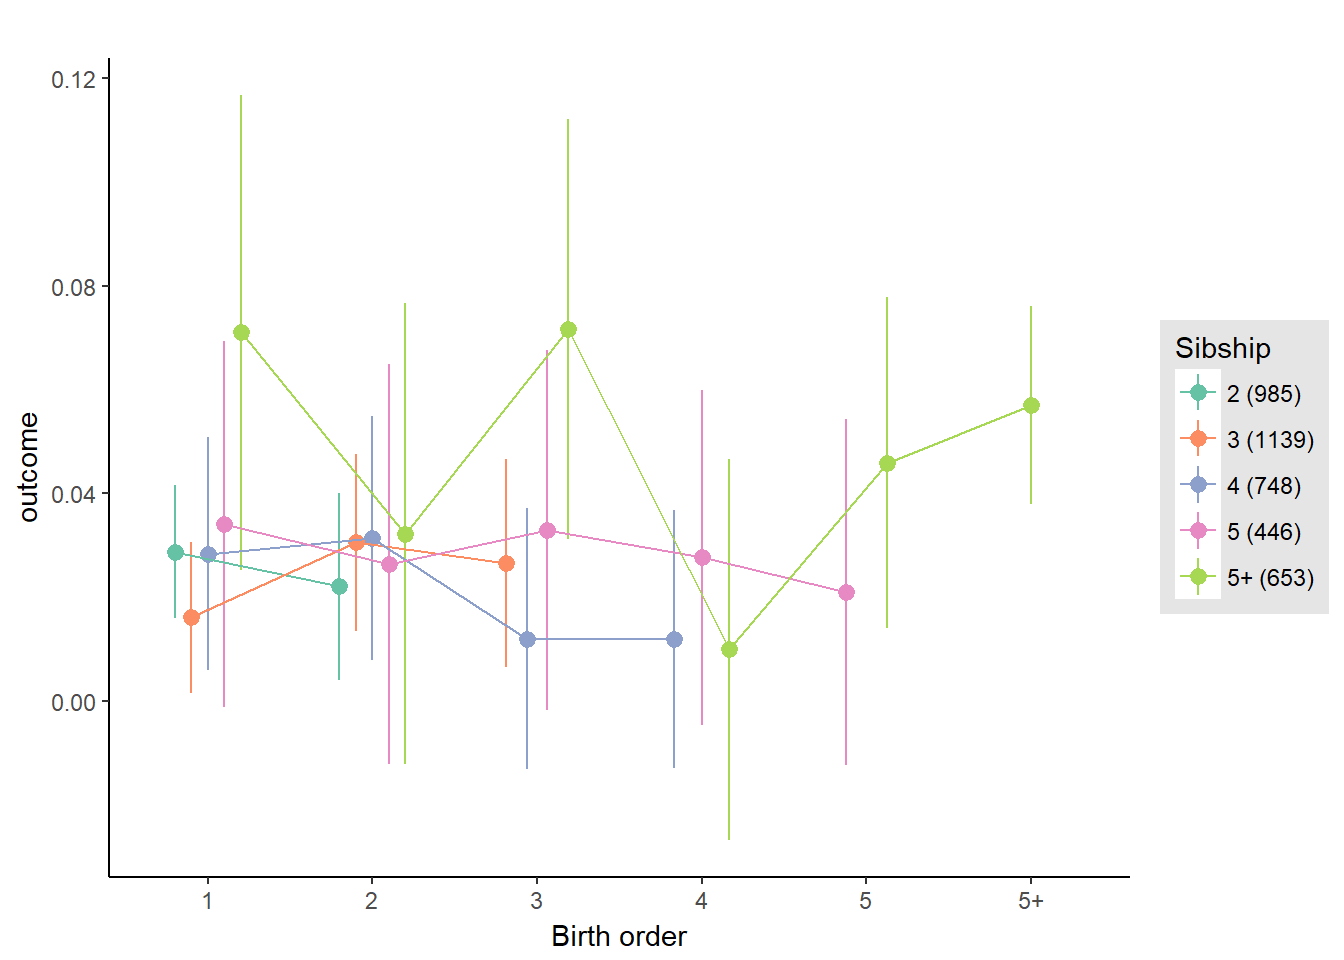 0.12
0.08
0.04
0.00
outcome
1 2 3 4 5 5+
Birth order
Sibship
2 (985)
3 (1139)
4 (748)
5 (446)
5+ (653)